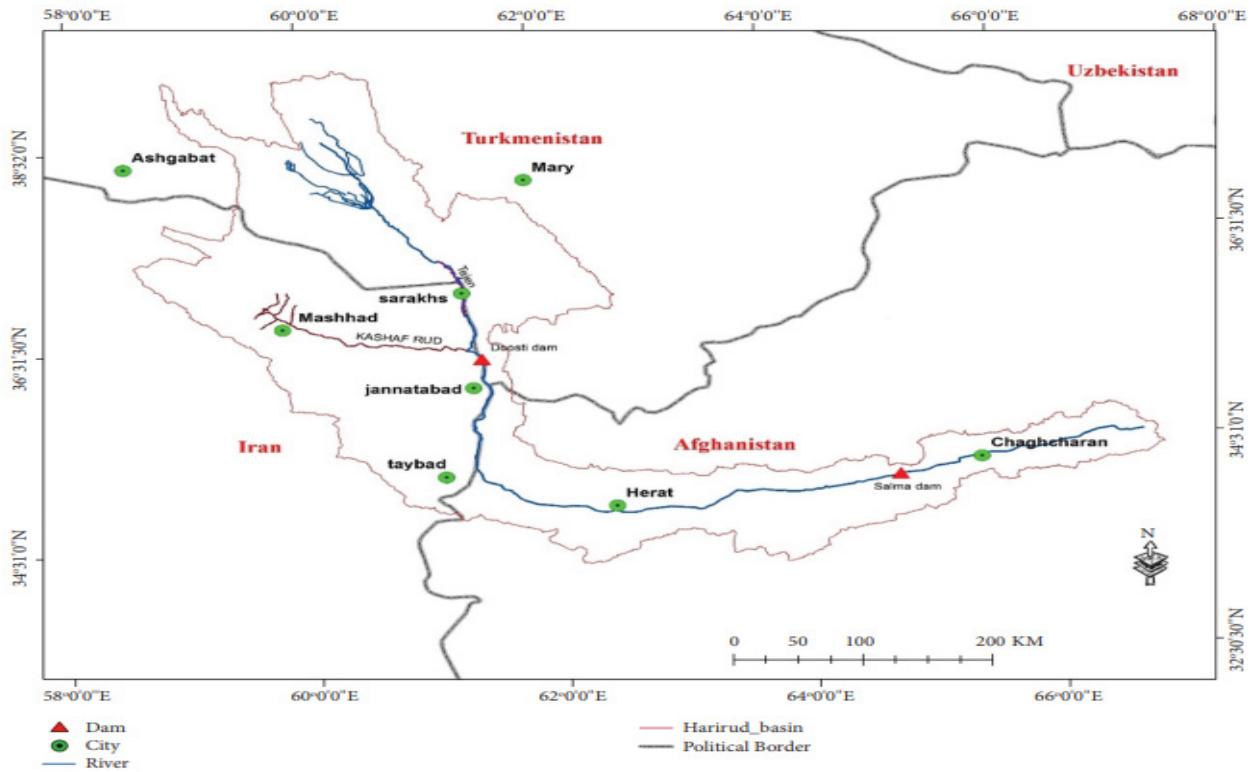 58°0'0"E 60°0'0"E 62°0'0"E 64°0'0"E 66°0'0"E 68°0'0"E
Uzbekistan
Turkmenistan
38°32'0"N
Ashgabat
Mary
36°31'30"N
Tejen
sarakhs
Mashhad
KASHAF RUD
Doosti dam
36°31'30"N
jannatabad
34°31'0"N
Iran
Afghanistan
Chaghcharan
taybad
Salma dam
Herat
N
34°31'0"N
0 50 100 200 KM
32°30'30"N
58°0'0"E 60°0'0"E 62°0'0"E 64°0'0"E 66°0'0"E
Dam
City
River
Harirud_basin
Political Border